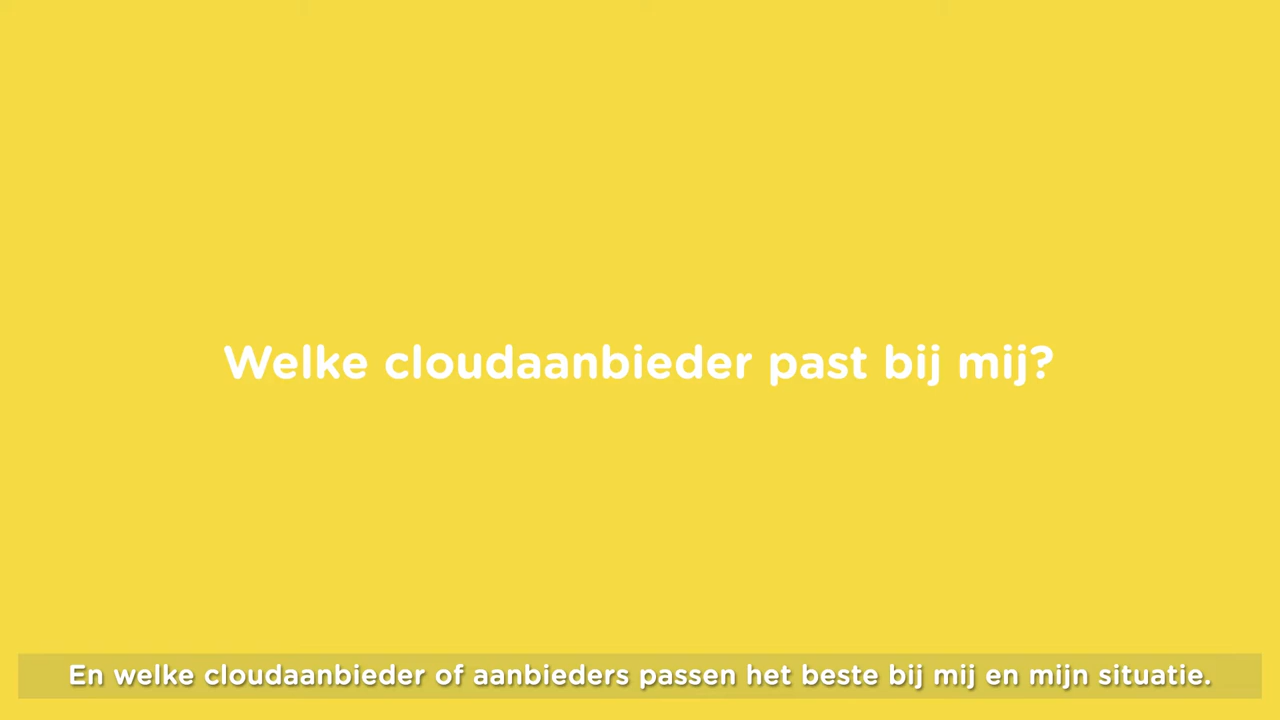 Welke cloudaanbieder past bij mij?
En welke cloudaanbieder of aanbieders passen het beste bij mij en mijn situatie.